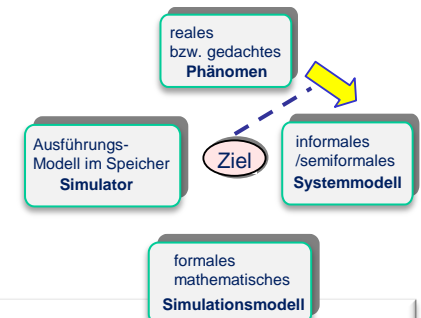 reales
bzw. gedachtes
Phänomen
Ausführungs-
Modell im Speicher
Simulator
Ziel
informales
/semiformales
Systemmodell
formales
mathematisches
Simulationsmodell